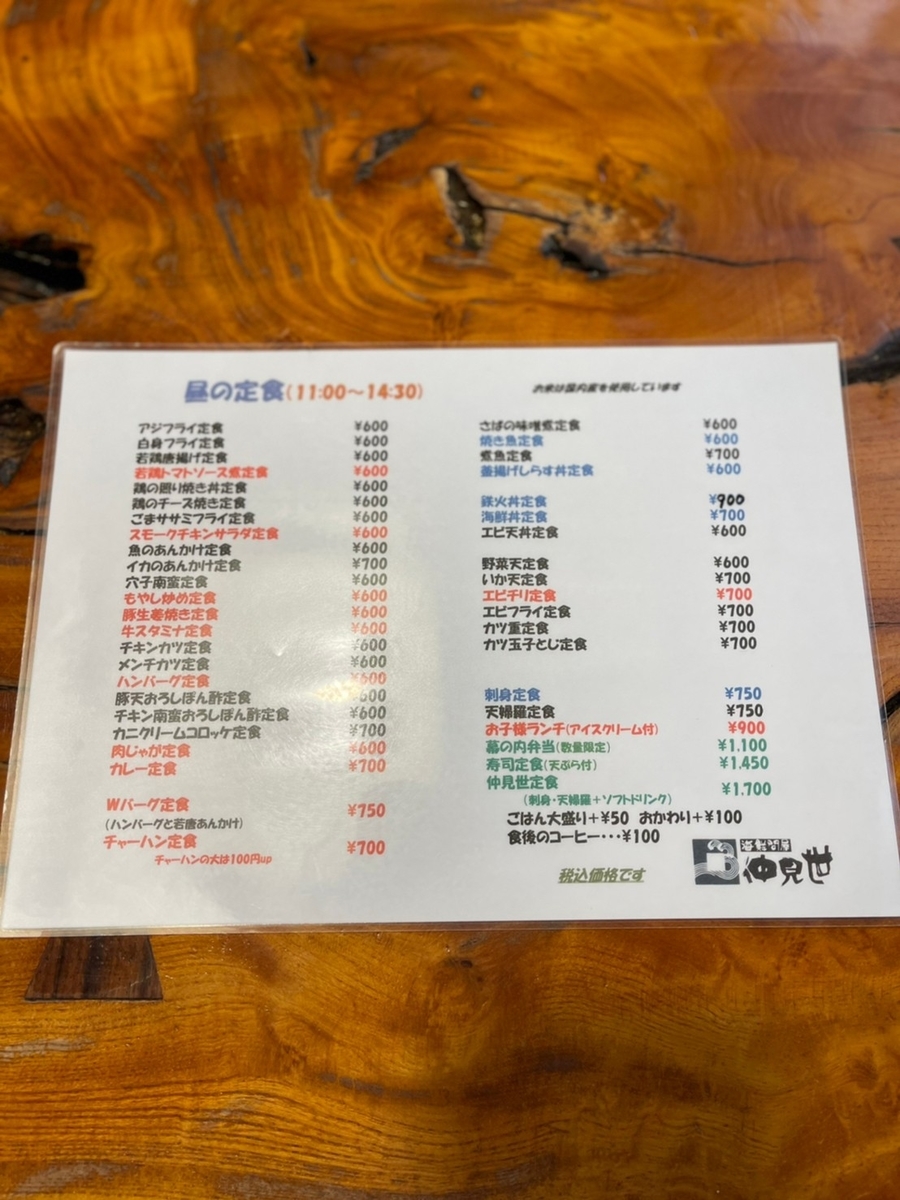 昼の定食(11:00～14:30)
お米は国内産を使用しています
アジフライ定食 ¥600
白身フライ定食 ¥600
若鶏唐揚げ定食 ¥600
若鶏トマトソース煮定食 ¥600
鶏の照り焼き丼定食 ¥600
鶏のチーズ焼き定食 ¥600
ごまササミフライ定食 ¥600
スモークチキンサラダ定食 ¥600
魚のあんかけ定食 ¥600
イカのあんかけ定食 ¥700
穴子南蛮定食 ¥600
もやし炒め定食 ¥600
豚生姜焼き定食 ¥600
牛スタミナ定食 ¥600
チキンカツ定食 ¥600
メンチカツ定食 ¥600
ハンバーグ定食 ¥600
豚天おろしぽん酢定食 ¥600
チキン南蛮おろしぽん酢定食 ¥600
カニクリームコロッケ定食 ¥700
肉じゃが定食 ¥600
カレー定食 ¥700
Wバーグ定食 ¥750
(ハンバーグと若唐あんかけ)
チャーハン定食 ¥700
チャーハンの大は100円up
さばの味噌煮定食 ¥600
焼き魚定食 ¥600
煮魚定食 ¥700
釜揚げしらす丼定食 ¥600
鉄火丼定食 ¥900
海鮮丼定食 ¥700
エビ天丼定食 ¥600
野菜天定食 ¥600
いか天定食 ¥700
エビチリ定食 ¥700
エビフライ定食 ¥700
カツ重定食 ¥700
カツ玉子とじ定食 ¥700
刺身定食 ¥750
天婦羅定食 ¥750
お子様ランチ(アイスクリーム付) ¥900
幕の内弁当(数量限定) ¥1.100
寿司定食(天ぷら付) ¥1.450
仲見世定食 ¥1.700
(刺身・天婦羅+ソフトドリンク)
ごはん大盛り+¥50 おかわり+¥100
食後のコーヒー・・・¥100
税込価格です
仲見世